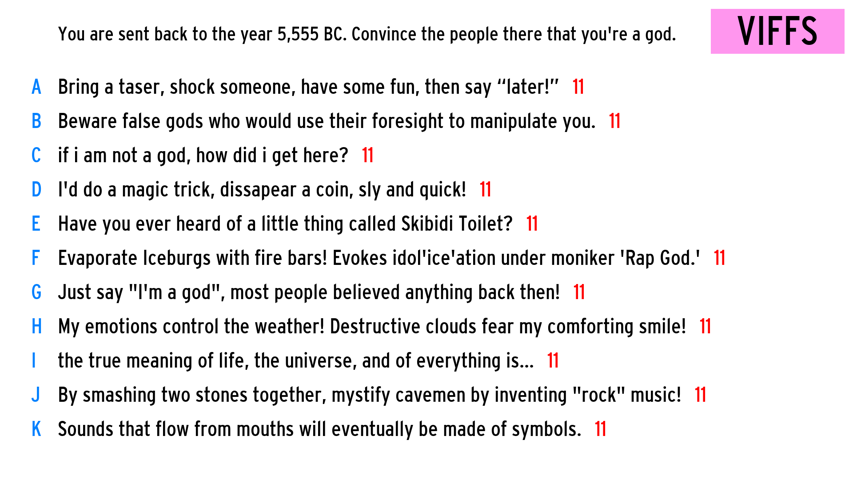 You are sent back to the year 5,555 BC. Convince the people there that you're a god.
VIFFS
A Bring a taser, shock someone, have some fun, then say “later!” 11
B Beware false gods who would use their foresight to manipulate you. 11
C if i am not a god, how did i get here? 11
D I'd do a magic trick, dissapear a coin, sly and quick! 11
E Have you ever heard of a little thing called Skibidi Toilet? 11
F Evaporate Iceburgs with fire bars! Evokes idol'ice'ation under moniker 'Rap God.' 11
G Just say "I'm a god", most people believed anything back then! 11
H My emotions control the weather! Destructive clouds fear my comforting smile! 11
I the true meaning of life, the universe, and of everything is... 11
J By smashing two stones together, mystify cavemen by inventing "rock" music! 11
K Sounds that flow from mouths will eventually be made of symbols. 11